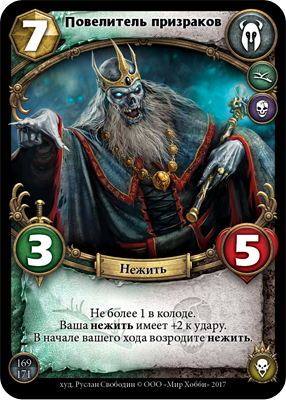 7
Повелитель призраков
3
5
Нежить
Не более 1 в колоде.
Ваша нежить имеет +2 к удару.
В начале вашего хода возродите нежить.
169
171
худ. Руслан Свободин © ООО «Мир Хобби» 2017